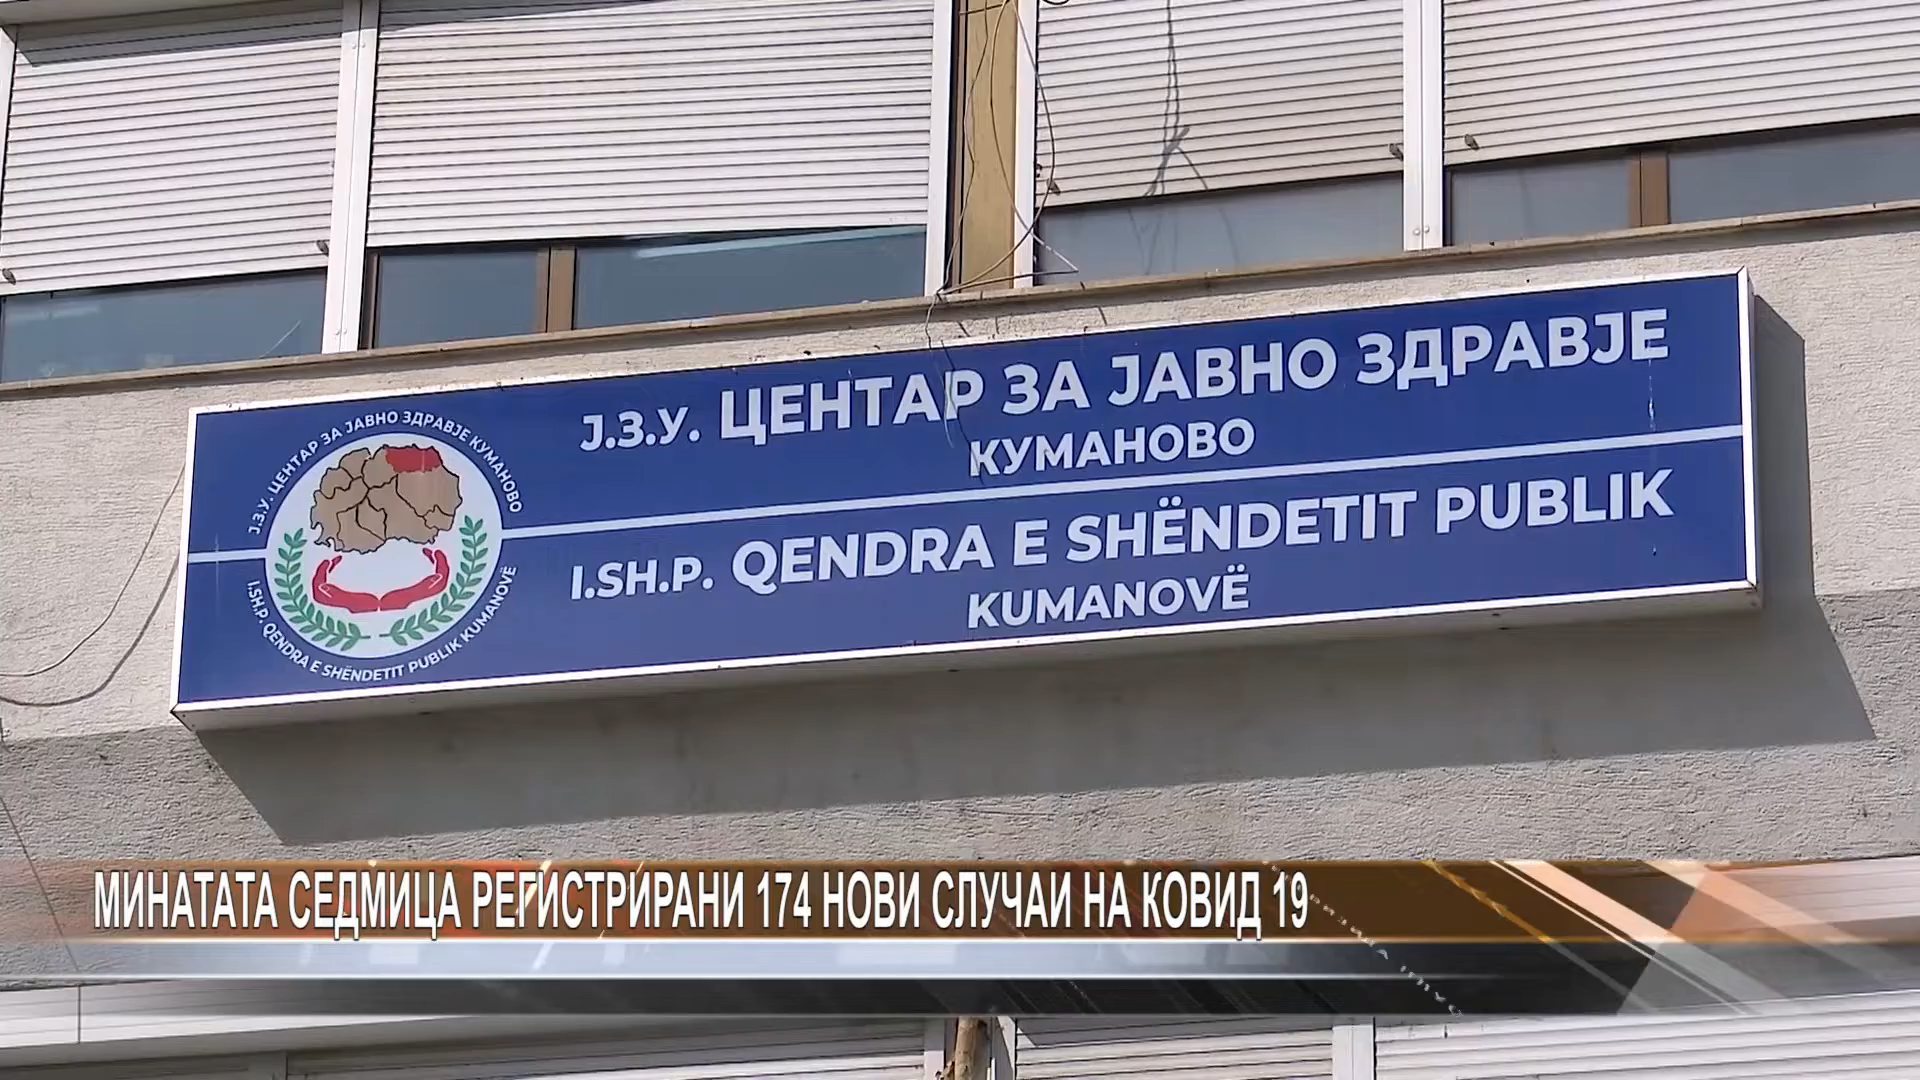 Ј.З.У. ЦЕНТАР ЗА ЈАВНО ЗДРАВЈЕ
КУМАНОВО
I.SH.P. QENDRA E SHËNDETIT PUBLIK
KUMANOVË
Ј.З.У. ЦЕНТАР ЗА ЈАВНО ЗДРАВЈЕ КУМАНОВО
I.SH.P. QENDRA E SHËNDETIT PUBLIK KUMANOVË
МИНАТАТА СЕДМИЦА РЕГИСТРИРАНИ 174 НОВИ СЛУЧАИ НА КОВИД 19